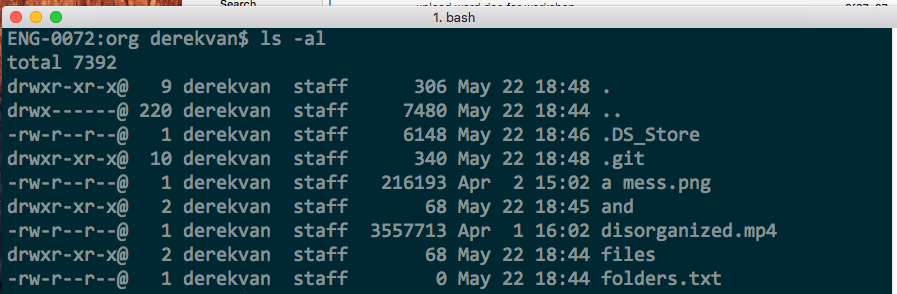 Search
upload word doc for workshop
1. bash
ENG-0072:org derekvan$ ls -al
total 7392
drwxr-xr-x@   9 derekvan  staff      306 May 22 18:48 .
drwx------@ 220 derekvan  staff     7480 May 22 18:44 ..
-rw-r--r--@   1 derekvan  staff     6148 May 22 18:46 .DS_Store
drwxr-xr-x@  10 derekvan  staff      340 May 22 18:48 .git
-rw-r--r--@   1 derekvan  staff   216193 Apr  2 15:02 a mess.png
drwxr-xr-x@   2 derekvan  staff       68 May 22 18:45 and
-rw-r--r--@   1 derekvan  staff  3557713 Apr  1 16:02 disorganized.mp4
drwxr-xr-x@   2 derekvan  staff       68 May 22 18:44 files
-rw-r--r--@   1 derekvan  staff        0 May 22 18:44 folders.txt